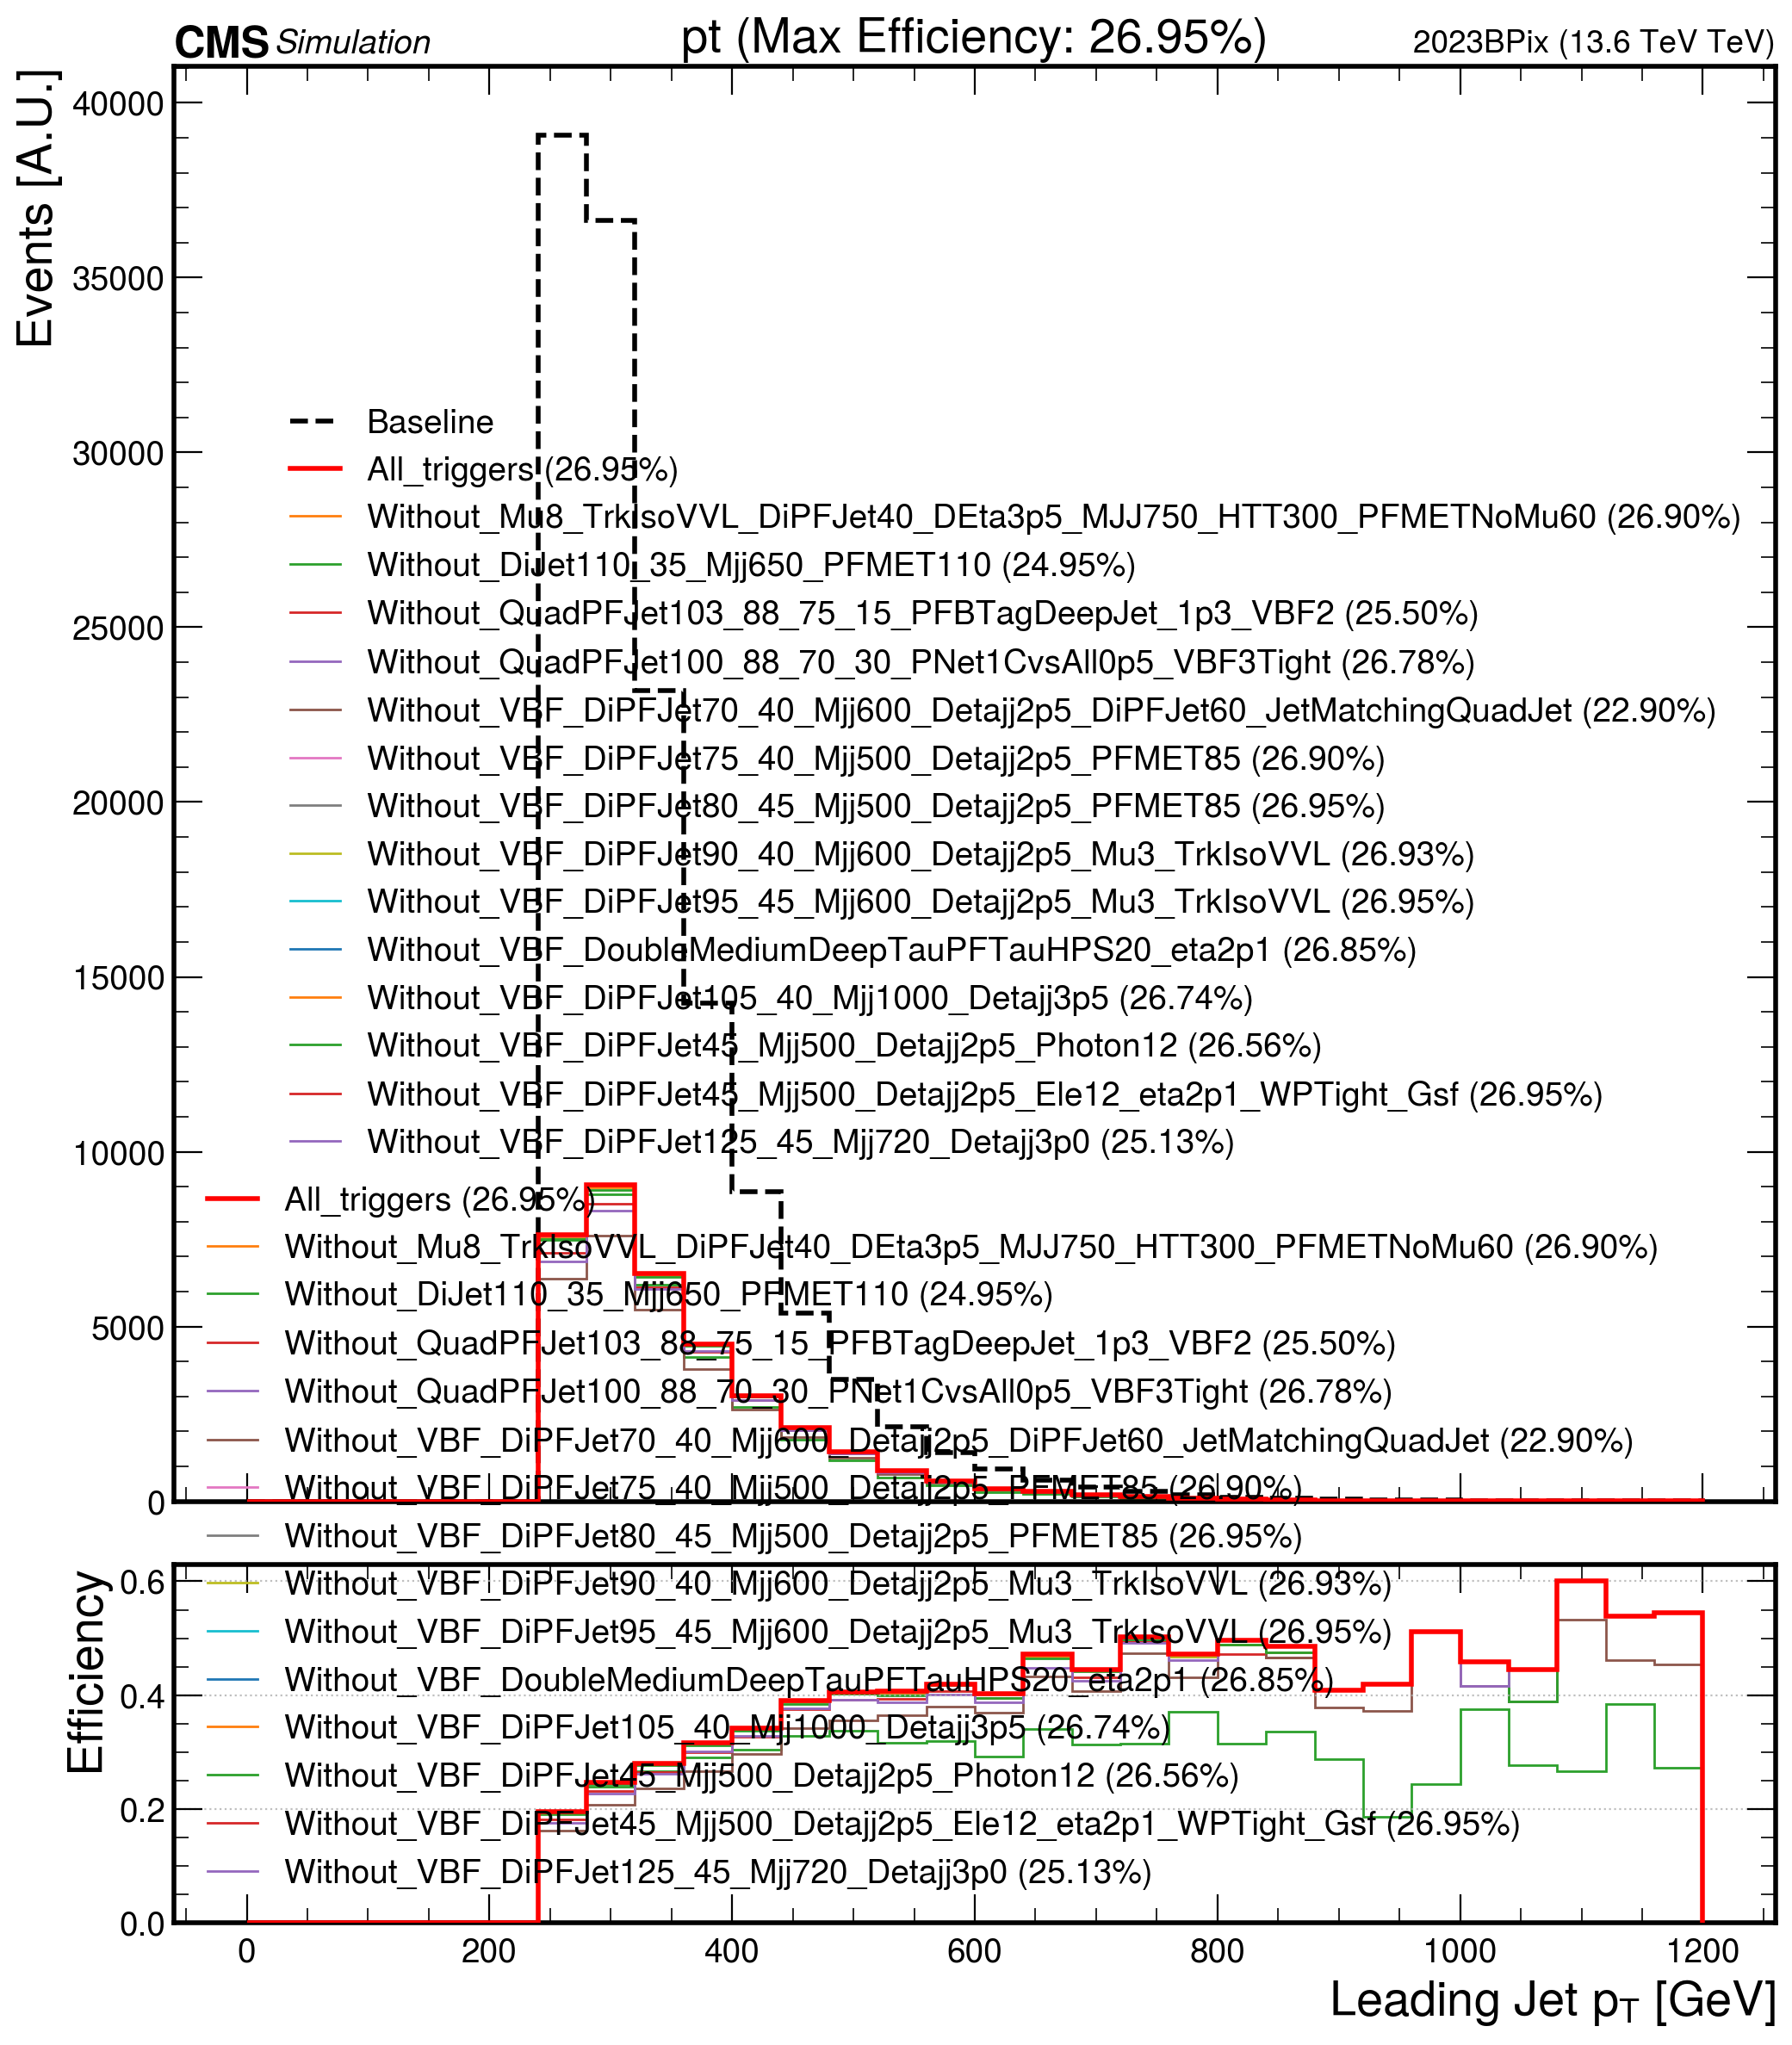 CMS Simulation pt (Max Efficiency: 26.95%) 2023BPix (13.6 TeV TeV)
Events [A.U.]
40000
35000
30000
25000
20000
15000
10000
5000
0
Baseline
All_triggers (26.95%)
Without_Mu8_TrkIsoVVL_DiPFJet40_DEta3p5_MJJ750_HTT300_PFMETNoMu60 (26.90%)
Without_DiJet110_35_Mjj650_PFMET110 (24.95%)
Without_QuadPFJet103_88_75_15_PFBTagDeepJet_1p3_VBF2 (25.50%)
Without_QuadPFJet100_88_70_30_PNet1CvsAll0p5_VBF3Tight (26.78%)
Without_VBF_DiPFJet70_40_Mjj600_Detajj2p5_DiPFJet60_JetMatchingQuadJet (22.90%)
Without_VBF_DiPFJet75_40_Mjj500_Detajj2p5_PFMET85 (26.90%)
Without_VBF_DiPFJet80_45_Mjj500_Detajj2p5_PFMET85 (26.95%)
Without_VBF_DiPFJet90_40_Mjj600_Detajj2p5_Mu3_TrkIsoVVL (26.93%)
Without_VBF_DiPFJet95_45_Mjj600_Detajj2p5_Mu3_TrkIsoVVL (26.95%)
Without_VBF_DoubleMediumDeepTauPFTauHPS20_eta2p1 (26.85%)
Without_VBF_DiPFJet105_40_Mjj1000_Detajj3p5 (26.74%)
Without_VBF_DiPFJet45_Mjj500_Detajj2p5_Photon12 (26.56%)
Without_VBF_DiPFJet45_Mjj500_Detajj2p5_Ele12_eta2p1_WPTight_Gsf (26.95%)
Without_VBF_DiPFJet125_45_Mjj720_Detajj3p0 (25.13%)
All_triggers (26.95%)
Without_Mu8_TrkIsoVVL_DiPFJet40_DEta3p5_MJJ750_HTT300_PFMETNoMu60 (26.90%)
Without_DiJet110_35_Mjj650_PFMET110 (24.95%)
Without_QuadPFJet103_88_75_15_PFBTagDeepJet_1p3_VBF2 (25.50%)
Without_QuadPFJet100_88_70_30_PNet1CvsAll0p5_VBF3Tight (26.78%)
Without_VBF_DiPFJet70_40_Mjj600_Detajj2p5_DiPFJet60_JetMatchingQuadJet (22.90%)
Without_VBF_DiPFJet75_40_Mjj500_Detajj2p5_PFMET85 (26.90%)
Without_VBF_DiPFJet80_45_Mjj500_Detajj2p5_PFMET85 (26.95%)
Without_VBF_DiPFJet90_40_Mjj600_Detajj2p5_Mu3_TrkIsoVVL (26.93%)
Without_VBF_DiPFJet95_45_Mjj600_Detajj2p5_Mu3_TrkIsoVVL (26.95%)
Without_VBF_DoubleMediumDeepTauPFTauHPS20_eta2p1 (26.85%)
Without_VBF_DiPFJet105_40_Mjj1000_Detajj3p5 (26.74%)
Without_VBF_DiPFJet45_Mjj500_Detajj2p5_Photon12 (26.56%)
Without_VBF_DiPFJet45_Mjj500_Detajj2p5_Ele12_eta2p1_WPTight_Gsf (26.95%)
Without_VBF_DiPFJet125_45_Mjj720_Detajj3p0 (25.13%)
Efficiency
0.6
0.4
0.2
0.0
0 200 400 600 800 1000 1200
Leading Jet pT [GeV]